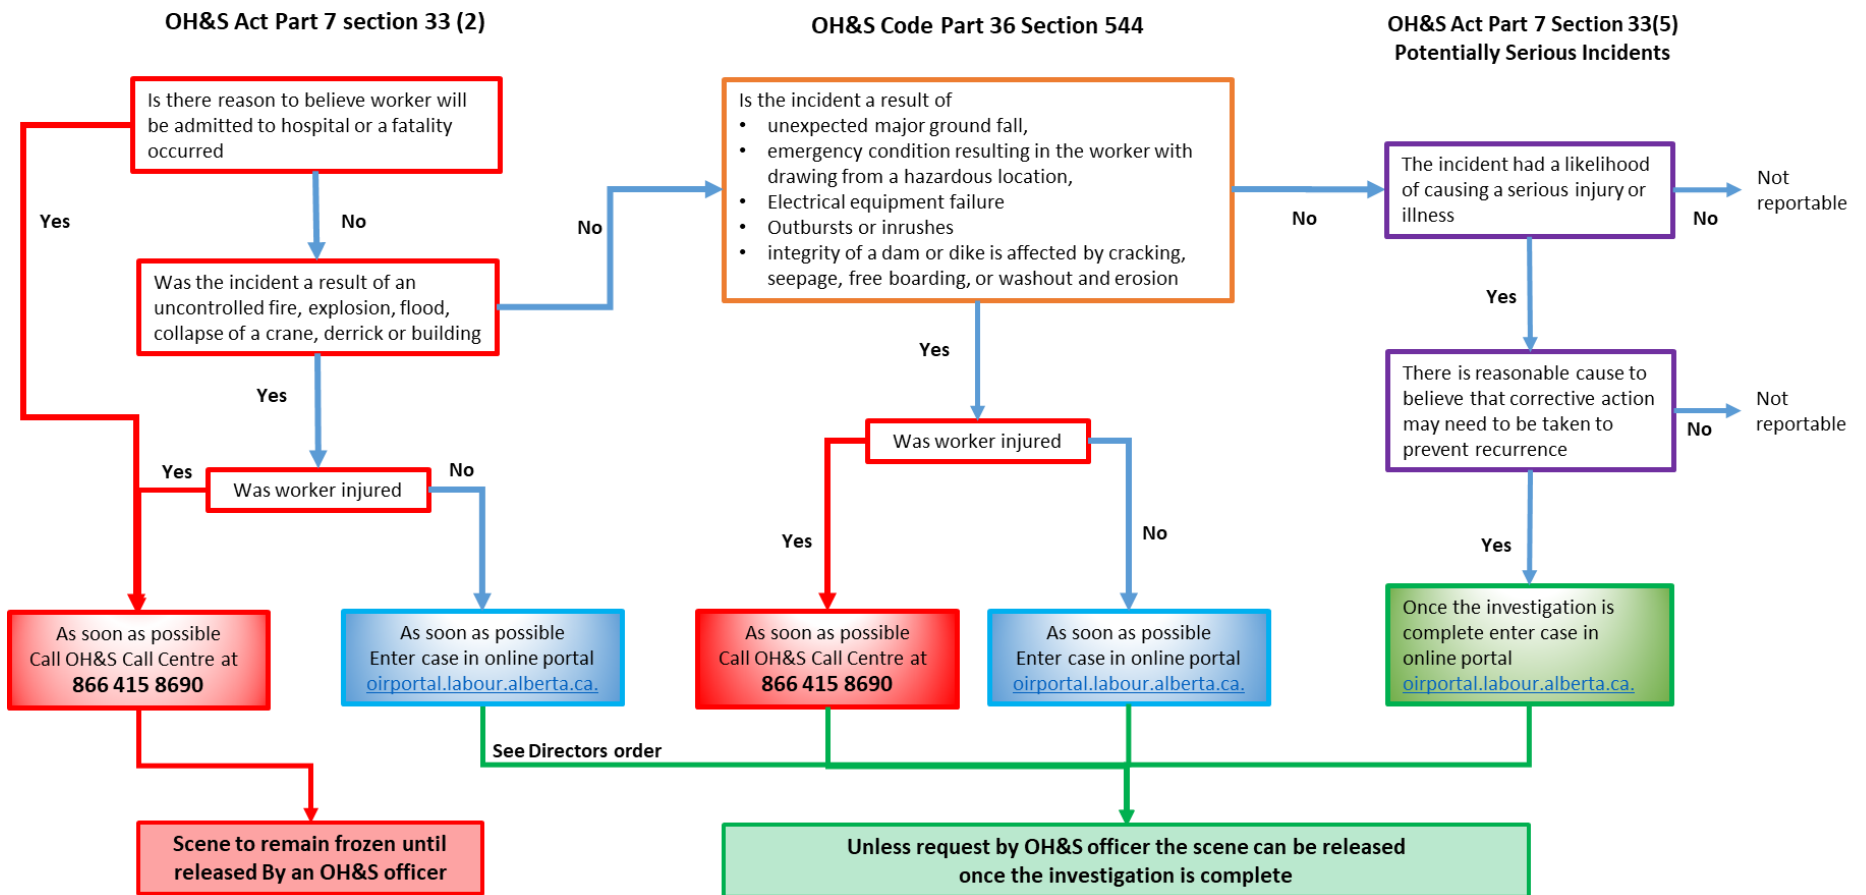 OH&S Act Part 7 section 33 (2)
Is there reason to believe worker will
be admitted to hospital or a fatality
occurred
Yes
No
No
Was the incident a result of an
uncontrolled fire, explosion, flood,
collapse of a crane, derrick or building
Yes
Yes
No
Was worker injured
As soon as possible
Call OH&S Call Centre at
866 415 8690
As soon as possible
Enter case in online portal
oirportal.labour.alberta.ca.
See Directors order
Scene to remain frozen until
released By an OH&S officer
OH&S Code Part 36 Section 544
Is the incident a result of
• unexpected major ground fall,
• emergency condition resulting in the worker with
drawing from a hazardous location,
• Electrical equipment failure
• Outbursts or inrushes
• integrity of a dam or dike is affected by cracking,
seepage, free boarding, or washout and erosion
No
Yes
Was worker injured
Yes
No
As soon as possible
Call OH&S Call Centre at
866 415 8690
As soon as possible
Enter case in online portal
oirportal.labour.alberta.ca.
Unless request by OH&S officer the scene can be released
once the investigation is complete
OH&S Act Part 7 Section 33(5)
Potentially Serious Incidents
The incident had a likelihood
of causing a serious injury or
illness
No
Not
reportable
Yes
There is reasonable cause to
believe that corrective action
may need to be taken to
prevent recurrence
No
Not
reportable
Yes
Once the investigation is
complete enter case in
online portal
oirportal.labour.alberta.ca.